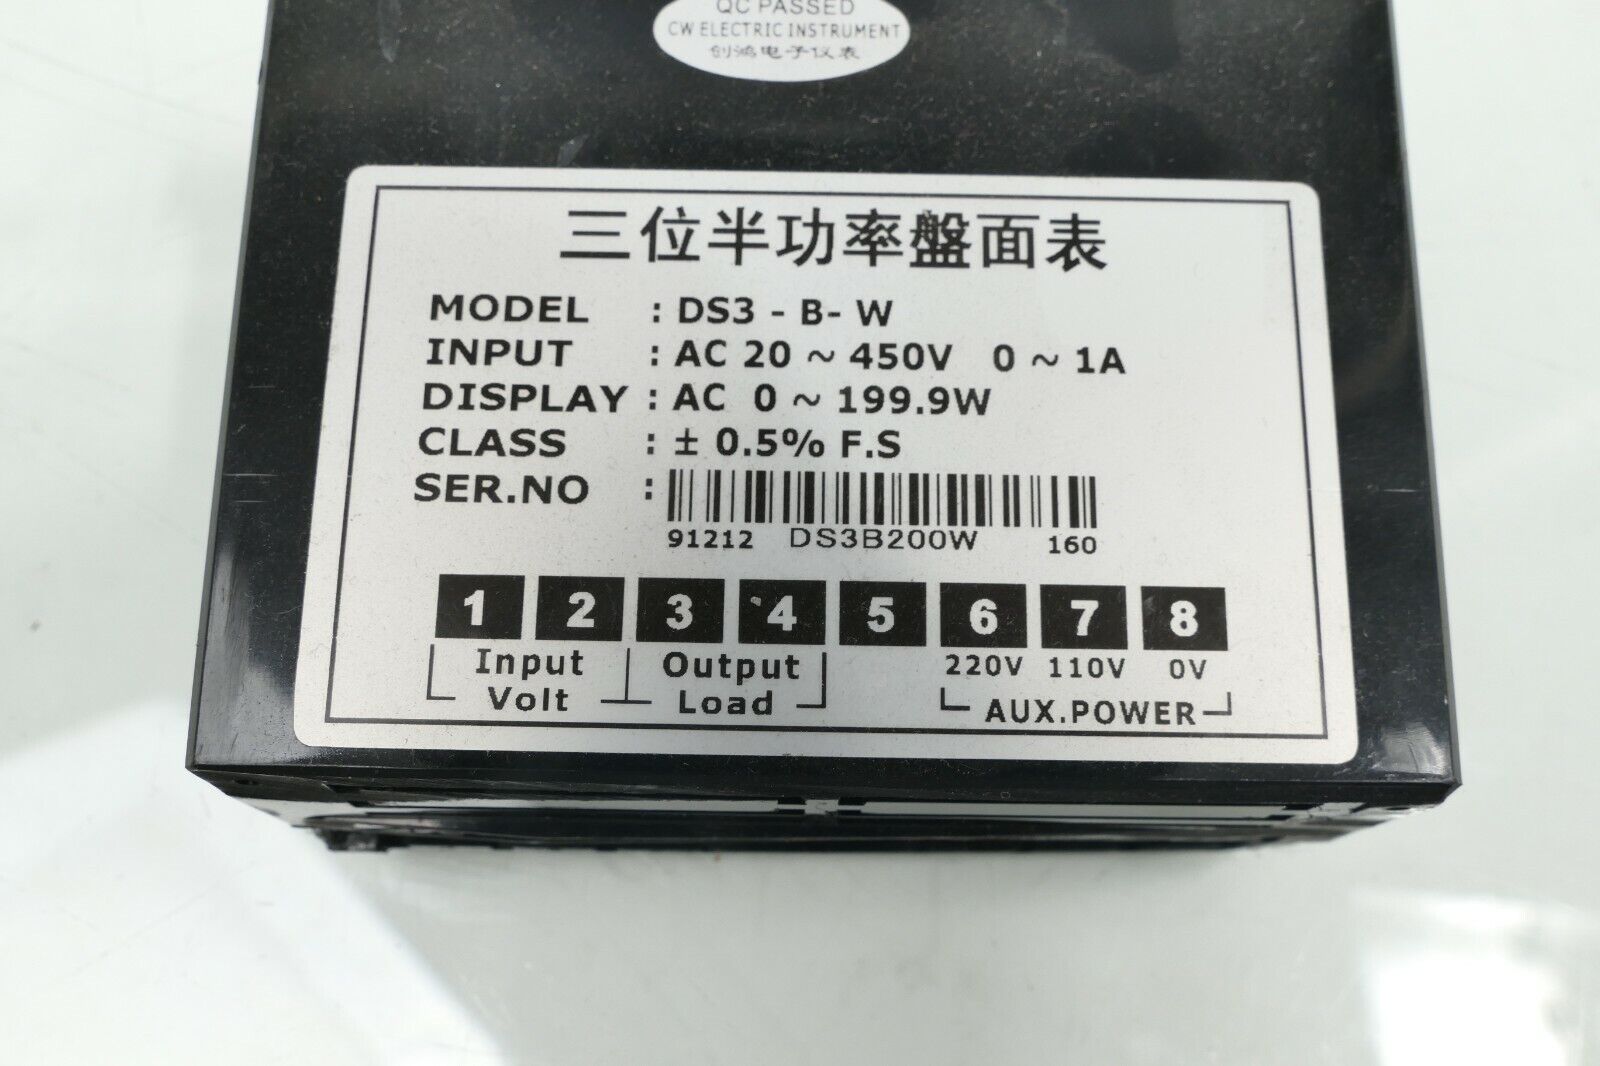 QC PASSED
CW ELECTRIC INSTRUMENT
创鸿电子仪表
三位半功率盤面表
MODEL : DS3 - B- W
INPUT : AC 20 ~ 450V 0 ~ 1A
DISPLAY : AC 0 ~ 199.9W
CLASS : ± 0.5% F.S
SER.NO :
91212 DS3B200W 160
1 2 3 4 5 6 7 8
Input Output 220V 110V 0V
Volt Load AUX.POWER